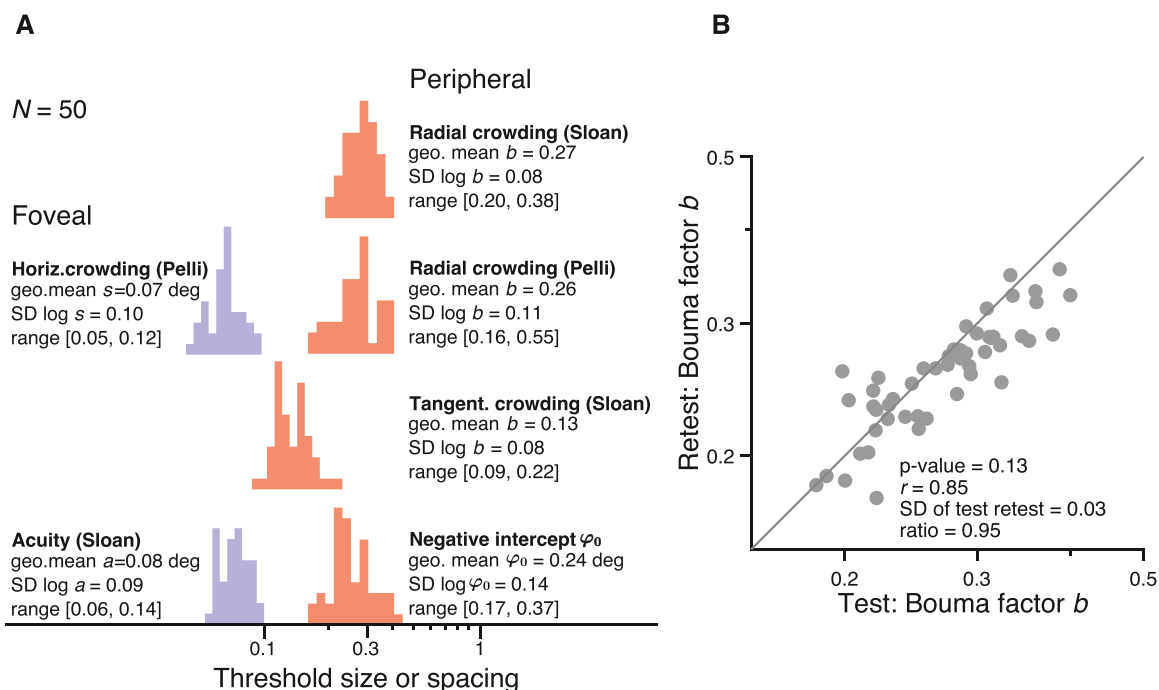 A
N = 50
Peripheral
Radial crowding (Sloan)
geo. mean b = 0.27
SD log b = 0.08
range [0.20, 0.38]
Foveal
Horiz.crowding (Pelli)
geo.mean s=0.07 deg
SD log s = 0.10
range [0.05, 0.12]
Radial crowding (Pelli)
geo. mean b = 0.26
SD log b = 0.11
range [0.16, 0.55]
Tangent. crowding (Sloan)
geo. mean b = 0.13
SD log b = 0.08
range [0.09, 0.22]
Acuity (Sloan)
geo.mean a=0.08 deg
SD log a = 0.09
range [0.06, 0.14]
Negative intercept φ₀
geo. mean φ₀ = 0.24 deg
SD log φ₀ = 0.14
range [0.17, 0.37]
0.1 0.3 1
Threshold size or spacing
B
Retest: Bouma factor b
0.5
0.3
0.2
p-value = 0.13
r = 0.85
SD of test retest = 0.03
ratio = 0.95
0.2 0.3 0.5
Test: Bouma factor b